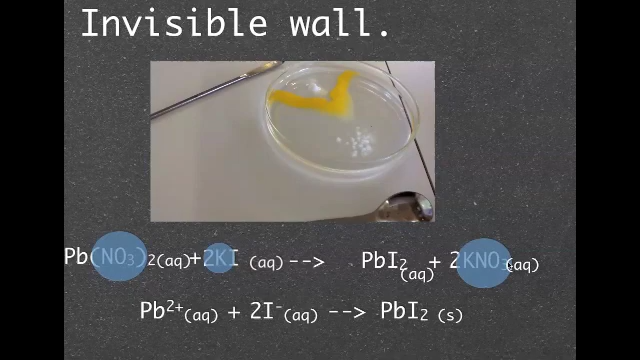 Invisible wall.
Pb(NO₃)₂(aq)+2KI (aq) --> PbI₂(aq) + 2KNO₃(aq)
Pb²⁺(aq) + 2I⁻(aq) --> PbI₂ (s)